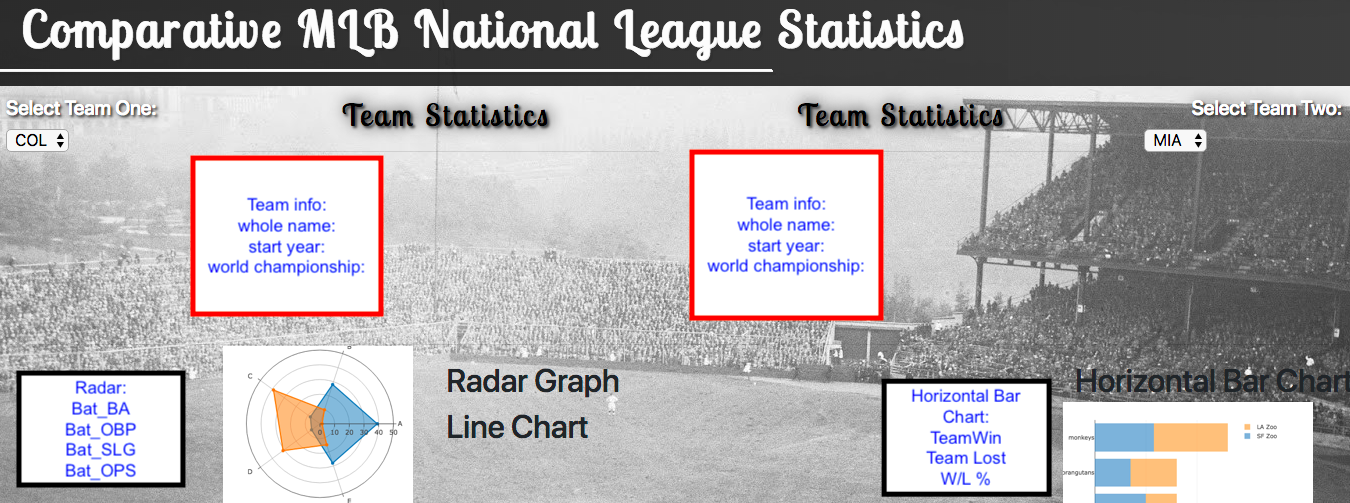 Comparative MLB National League Statistics
Select Team One:
COL
Team Statistics
Team Statistics
Select Team Two:
MIA
Team info:
whole name:
start year:
world championship:
Team info:
whole name:
start year:
world championship:
Radar:
Bat_BA
Bat_OBP
Bat_SLG
Bat_OPS
C
A
0 10 20 30 40 50
D
E
Radar Graph
Line Chart
Horizontal Bar
Chart:
TeamWin
Team Lost
W/L %
Horizontal Bar Chart
LA Zoo
SF Zoo
monkeys
orangutans